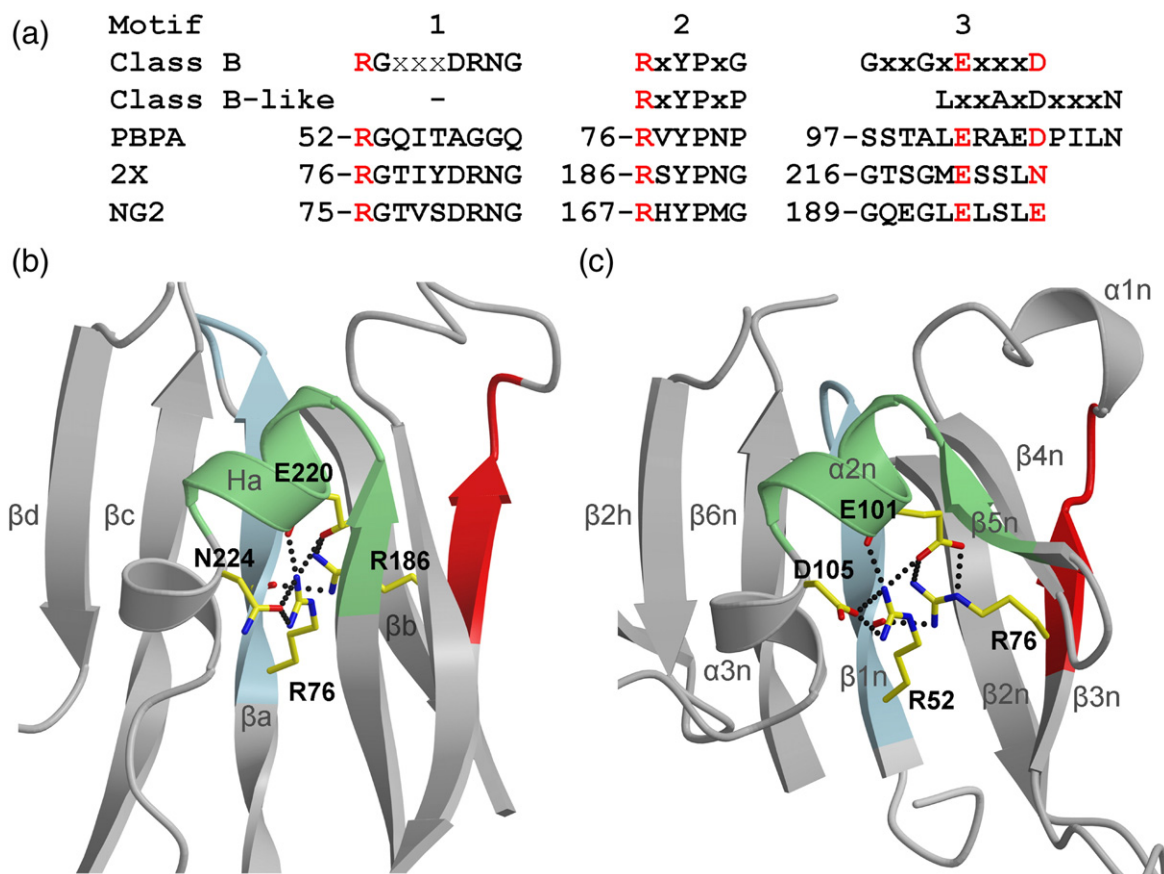 (a)
Motif 1 2 3
Class B RGxxxDRNG RxYPxG GxxGxExxxD
Class B-like - RxYPxP LxxAxDxxxN
PBPA 52-RGQITAGGQ 76-RVYPNP 97-SSTALERAEDPILN
2X 76-RGTIYDRNG 186-RSYPNG 216-GTSGMESSLN
NG2 75-RGTVSDRNG 167-RHYPMG 189-GQEGLELSLE
(b)
βd
βc
Ha
E220
N224
R186
βb
R76
βa
(c)
α1n
β4n
α2n
β2h
β6n
E101
β5n
D105
R76
α3n
β1n
β2n
β3n
R52